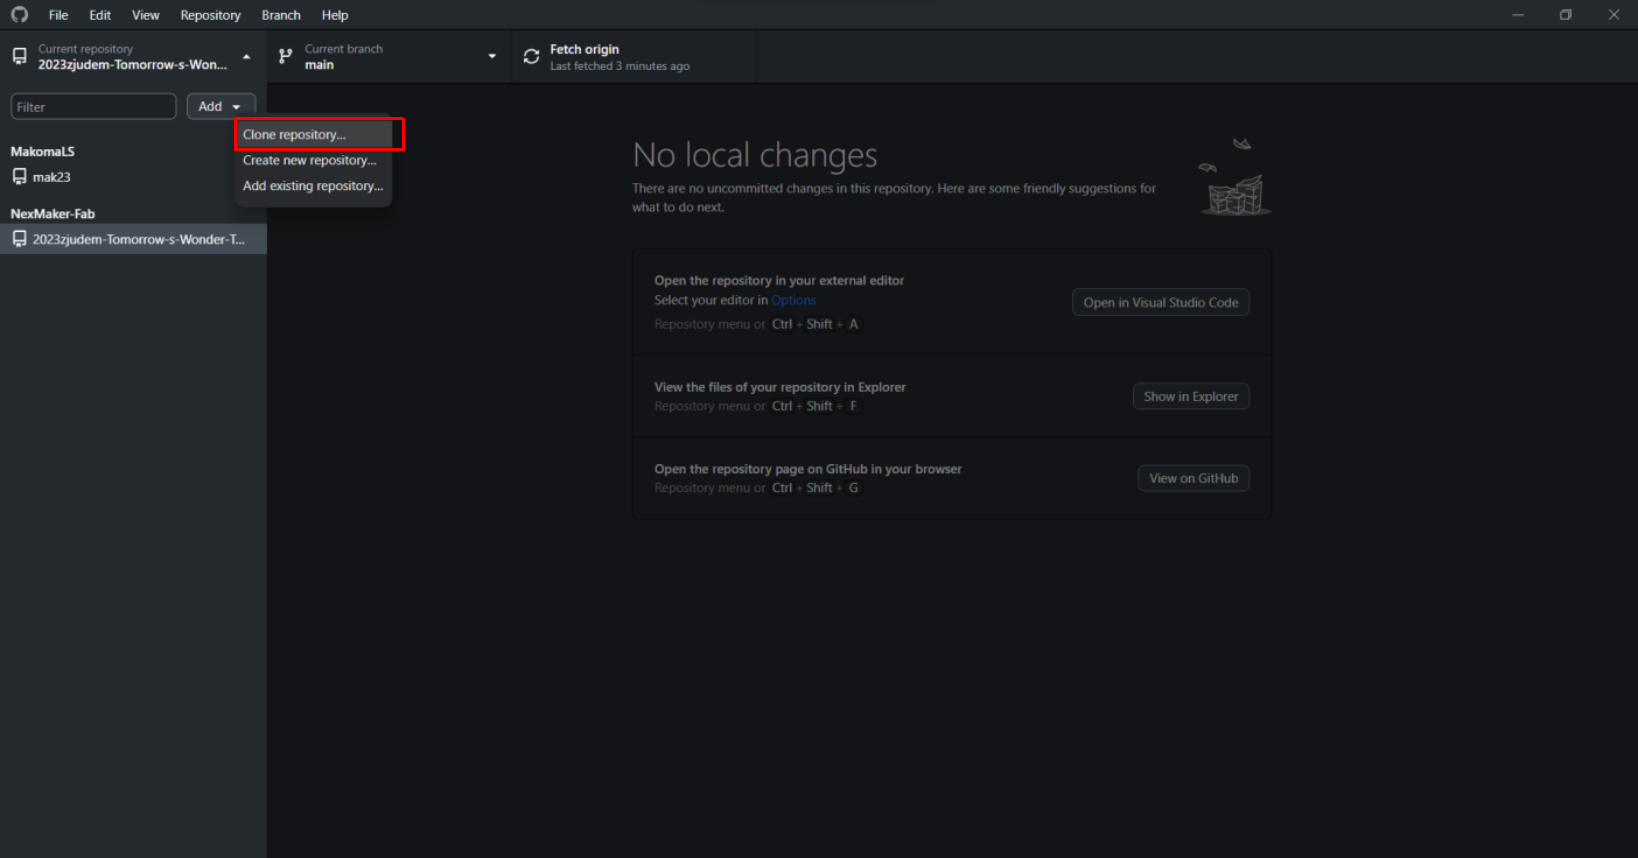 File Edit View Repository Branch Help
Current repository
2023zjudem-Tomorrow-s-Won...
Current branch
main
Fetch origin
Last fetched 3 minutes ago
Filter
Add
Clone repository...
Create new repository...
Add existing repository...
MakomaLS
mak23
NexMaker-Fab
2023zjudem-Tomorrow-s-Wonder-T...
No local changes
There are no uncommitted changes in this repository. Here are some friendly suggestions for
what to do next.
Open the repository in your external editor
Select your editor in Options
Repository menu or Ctrl + Shift + A
Open in Visual Studio Code
View the files of your repository in Explorer
Repository menu or Ctrl + Shift + F
Show in Explorer
Open the repository page on GitHub in your browser
Repository menu or Ctrl + Shift + G
View on GitHub